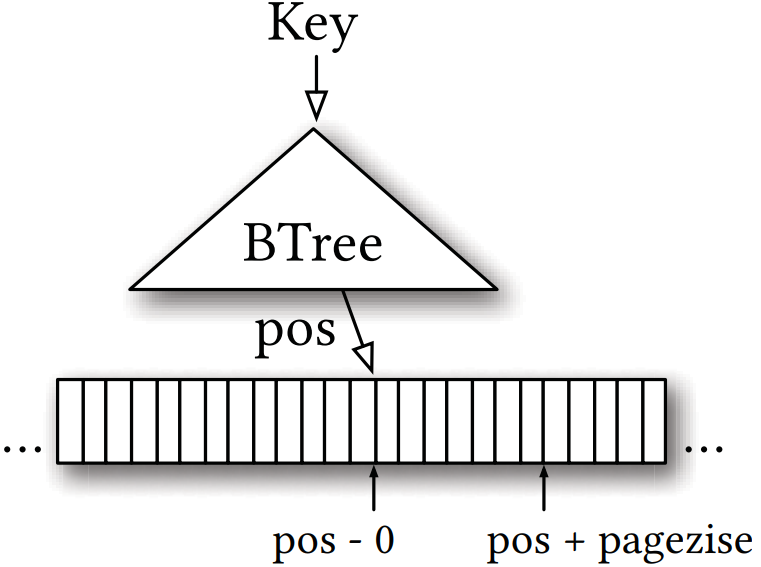 Key
BTree
pos
... ...
pos - 0 pos + pagezise